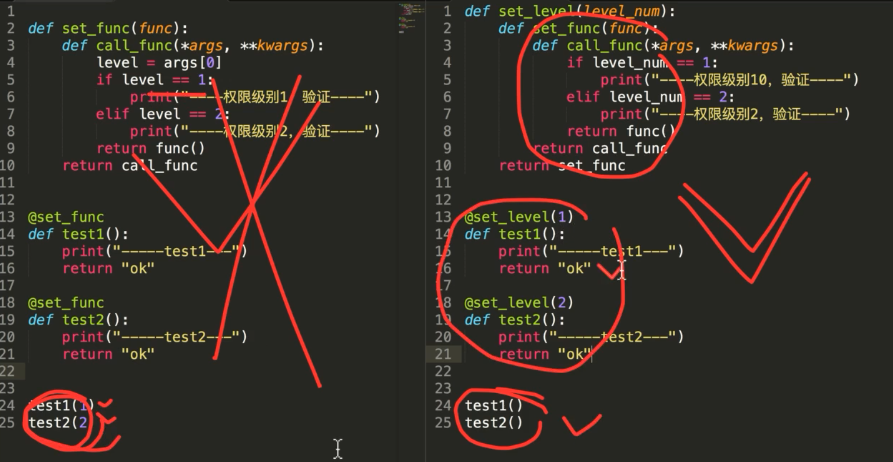 1
2 def set_func(func):
3 def call_func(*args, **kwargs):
4 level = args[0]
5 if level == 1:
6 print("----权限级别1，验证----")
7 elif level == 2:
8 print("----权限级别2，验证----")
9 return func()
10 return call_func
11
12
13 @set_func
14 def test1():
15 print("-----test1---")
16 return "ok"
17
18 @set_func
19 def test2():
20 print("-----test2---")
21 return "ok"
22
23
24 test1(1)
25 test2(2)
1 def set_level(level_num):
2 def set_func(func):
3 def call_func(*args, **kwargs):
4 if level_num == 1:
5 print("----权限级别10，验证----")
6 elif level_num == 2:
7 print("----权限级别2，验证----")
8 return func()
9 return call_func
10 return set_func
11
12
13 @set_level(1)
14 def test1():
15 print("-----test1---")
16 return "ok"
17
18 @set_level(2)
19 def test2():
20 print("-----test2---")
21 return "ok"
22
23
24 test1()
25 test2()